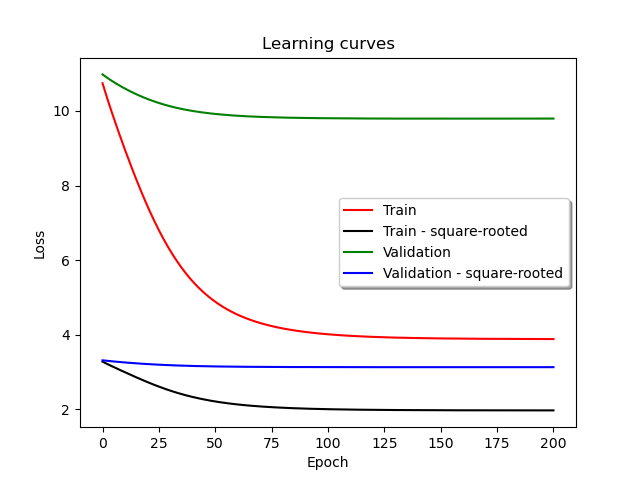 Learning curves
10
8
6
4
2
Loss
Train
Train - square-rooted
Validation
Validation - square-rooted
0 25 50 75 100 125 150 175 200
Epoch